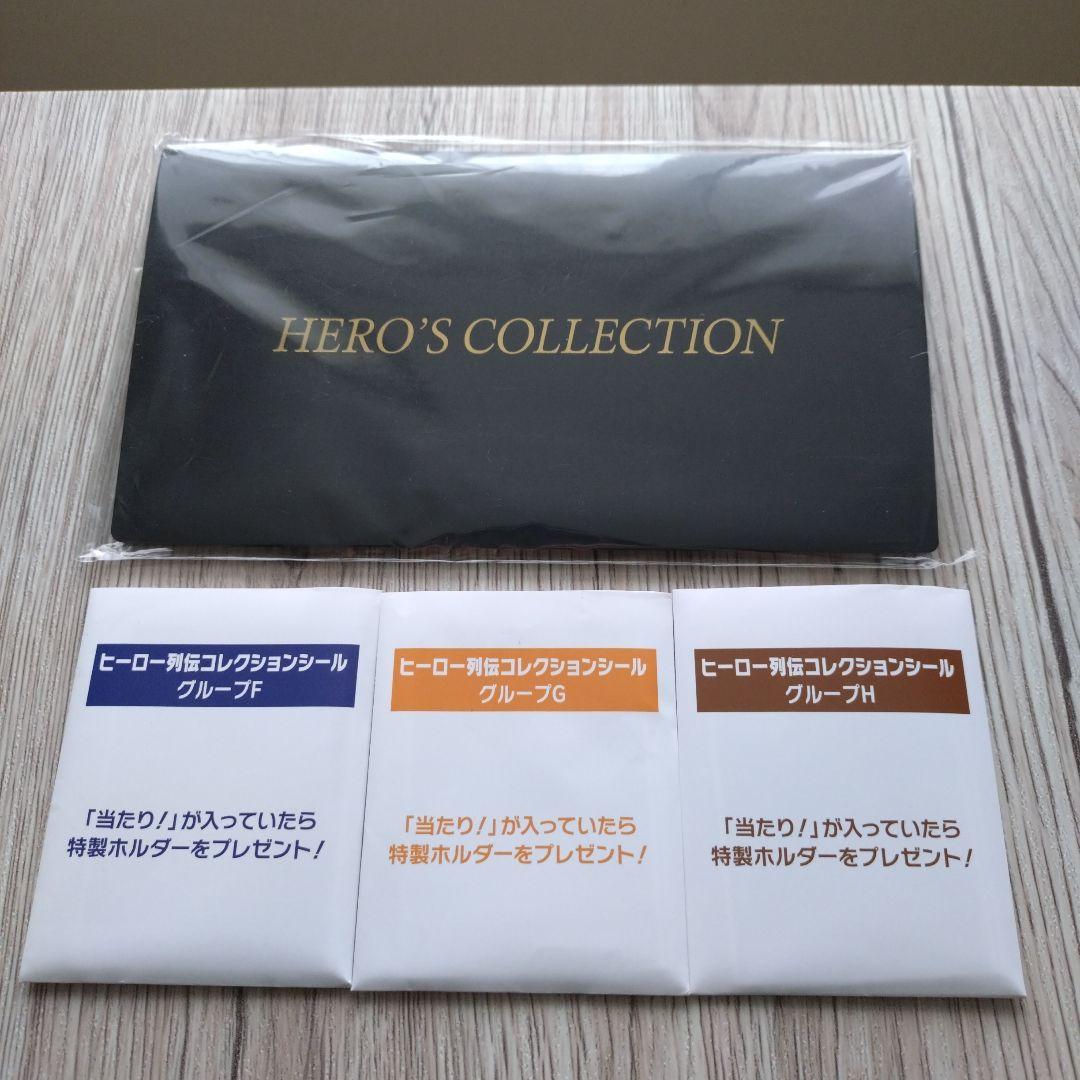 HERO'S COLLECTION
ヒーロー列伝コレクションシール
グループF
「当たり!」が入っていたら
特製ホルダーをプレゼント!
ヒーロー列伝コレクションシール
グループG
「当たり!」が入っていたら
特製ホルダーをプレゼント!
ヒーロー列伝コレクションシール
グループH
「当たり!」が入っていたら
特製ホルダーをプレゼント!